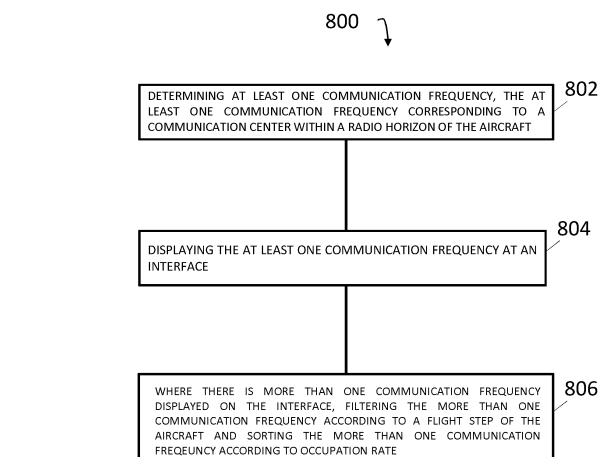 800
802
DETERMINING AT LEAST ONE COMMUNICATION FREQUENCY, THE AT
LEAST ONE COMMUNICATION FREQUENCY CORRESPONDING TO A
COMMUNICATION CENTER WITHIN A RADIO HORIZON OF THE AIRCRAFT
804
DISPLAYING THE AT LEAST ONE COMMUNICATION FREQUENCY AT AN
INTERFACE
806
WHERE THERE IS MORE THAN ONE COMMUNICATION FREQUENCY
DISPLAYED ON THE INTERFACE, FILTERING THE MORE THAN ONE
COMMUNICATION FREQUENCY ACCORDING TO A FLIGHT STEP OF THE
AIRCRAFT AND SORTING THE MORE THAN ONE COMMUNICATION
FREQEUNCY ACCORDING TO OCCUPATION RATE